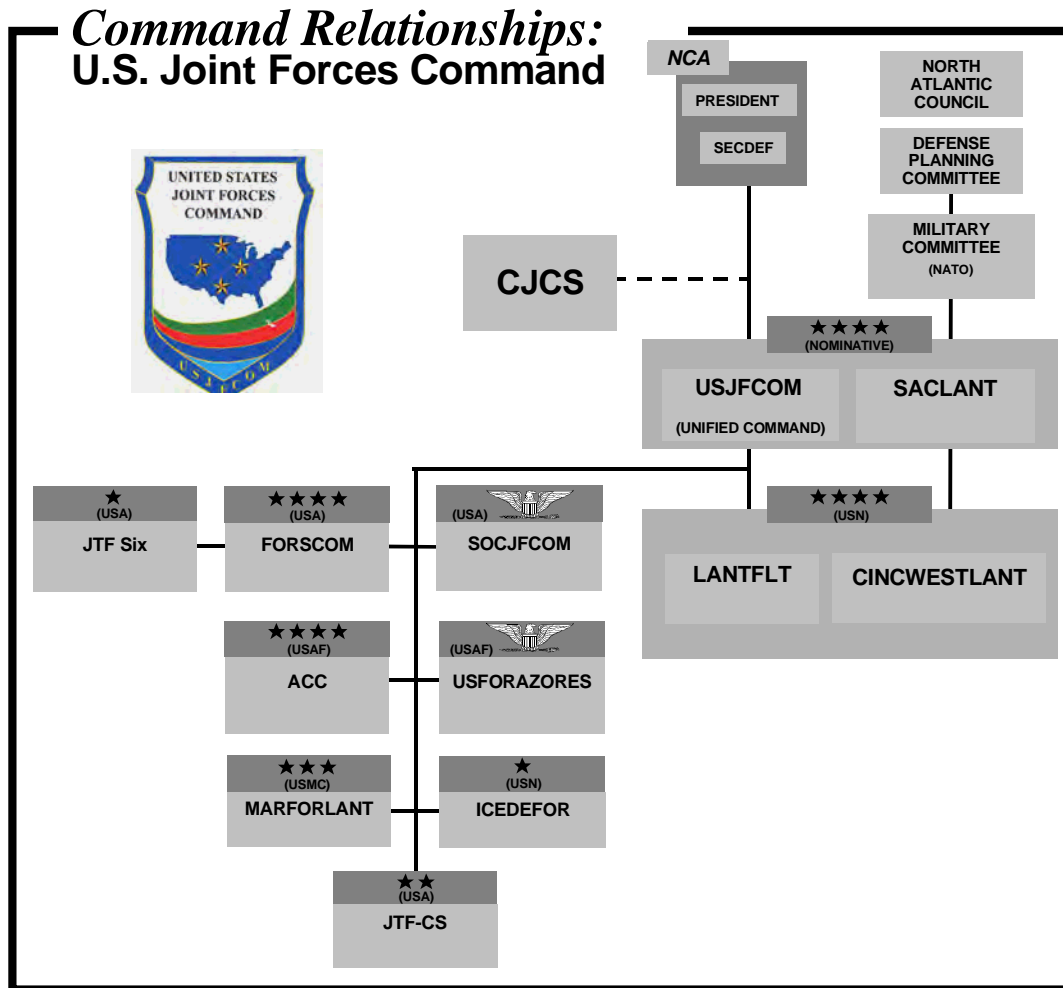 Command Relationships:
U.S. Joint Forces Command
UNITED STATES
JOINT FORCES
COMMAND
USJFCOM
NCA
PRESIDENT
SECDEF
NORTH
ATLANTIC
COUNCIL
DEFENSE
PLANNING
COMMITTEE
MILITARY
COMMITTEE
(NATO)
CJCS
(NOMINATIVE)
USJFCOM
(UNIFIED COMMAND)
SACLANT
(USN)
LANTFLT
CINCWESTLANT
(USA)
JTF Six
(USA)
FORSCOM
(USA)
SOCJFCOM
(USAF)
ACC
(USAF)
USFORAZORES
(USMC)
MARFORLANT
(USN)
ICEDEFOR
(USA)
JTF-CS